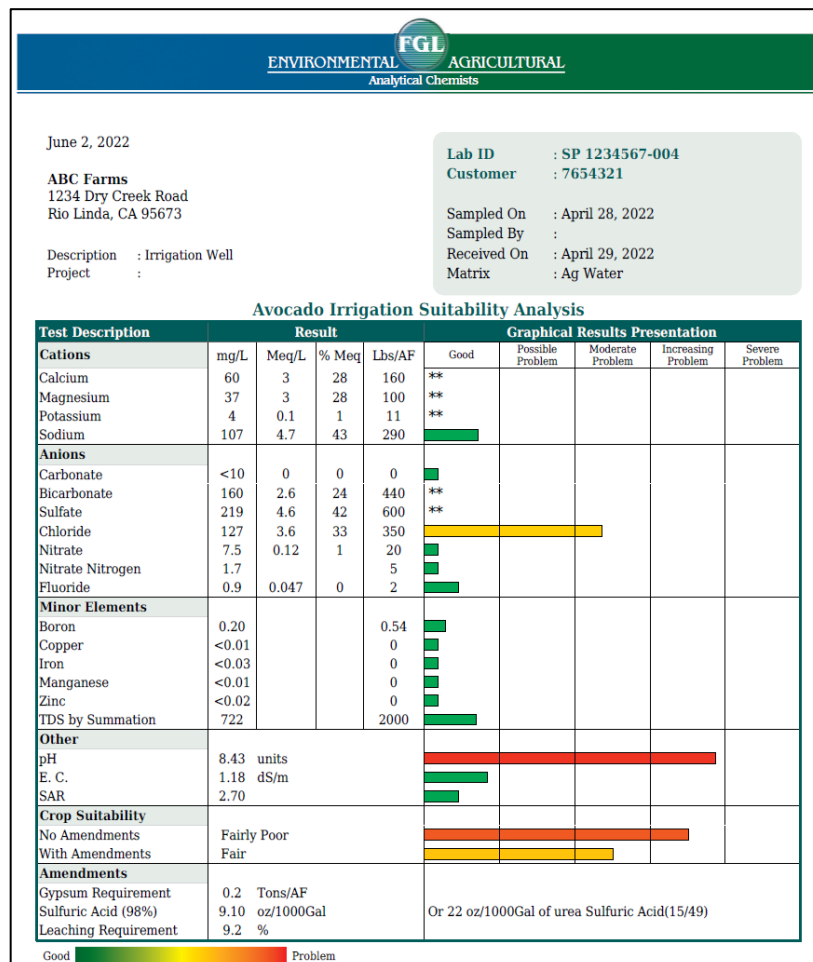 FGL
ENVIRONMENTAL AGRICULTURAL
Analytical Chemists
June 2, 2022
ABC Farms
1234 Dry Creek Road
Rio Linda, CA 95673
Description : Irrigation Well
Project :
Lab ID : SP 1234567-004
Customer : 7654321
Sampled On : April 28, 2022
Sampled By :
Received On : April 29, 2022
Matrix : Ag Water
Avocado Irrigation Suitability Analysis
Test Description Result Graphical Results Presentation
Cations mg/L Meq/L % Meq Lbs/AF Good Possible Problem Moderate Problem Increasing Problem Severe Problem
Calcium 60 3 28 160 **
Magnesium 37 3 28 100 **
Potassium 4 0.1 1 11 **
Sodium 107 4.7 43 290
Anions
Carbonate <10 0 0 0
Bicarbonate 160 2.6 24 440 **
Sulfate 219 4.6 42 600 **
Chloride 127 3.6 33 350
Nitrate 7.5 0.12 1 20
Nitrate Nitrogen 1.7 5
Fluoride 0.9 0.047 0 2
Minor Elements
Boron 0.20 0.54
Copper <0.01 0
Iron <0.03 0
Manganese <0.01 0
Zinc <0.02 0
TDS by Summation 722 2000
Other
pH 8.43 units
E. C. 1.18 dS/m
SAR 2.70
Crop Suitability
No Amendments Fairly Poor
With Amendments Fair
Amendments
Gypsum Requirement 0.2 Tons/AF
Sulfuric Acid (98%) 9.10 oz/1000Gal Or 22 oz/1000Gal of urea Sulfuric Acid(15/49)
Leaching Requirement 9.2 %
Good Problem